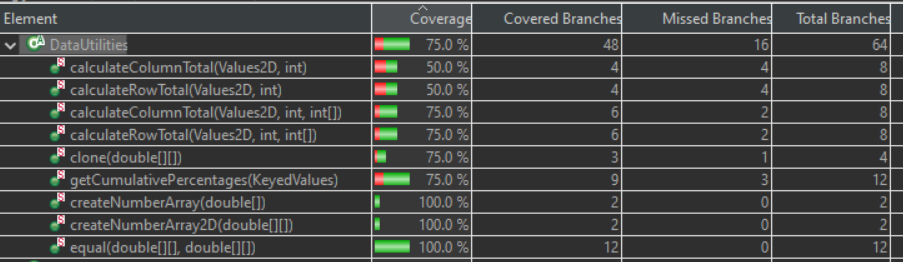 Element Coverage Covered Branches Missed Branches Total Branches
DataUtilities 75.0 % 48 16 64
calculateColumnTotal(Values2D, int) 50.0 % 4 4 8
calculateRowTotal(Values2D, int) 50.0 % 4 4 8
calculateColumnTotal(Values2D, int, int[]) 75.0 % 6 2 8
calculateRowTotal(Values2D, int, int[]) 75.0 % 6 2 8
clone(double[][]) 75.0 % 3 1 4
getCumulativePercentages(KeyedValues) 75.0 % 9 3 12
createNumberArray(double[]) 100.0 % 2 0 2
createNumberArray2D(double[][]) 100.0 % 2 0 2
equal(double[][], double[][]) 100.0 % 12 0 12